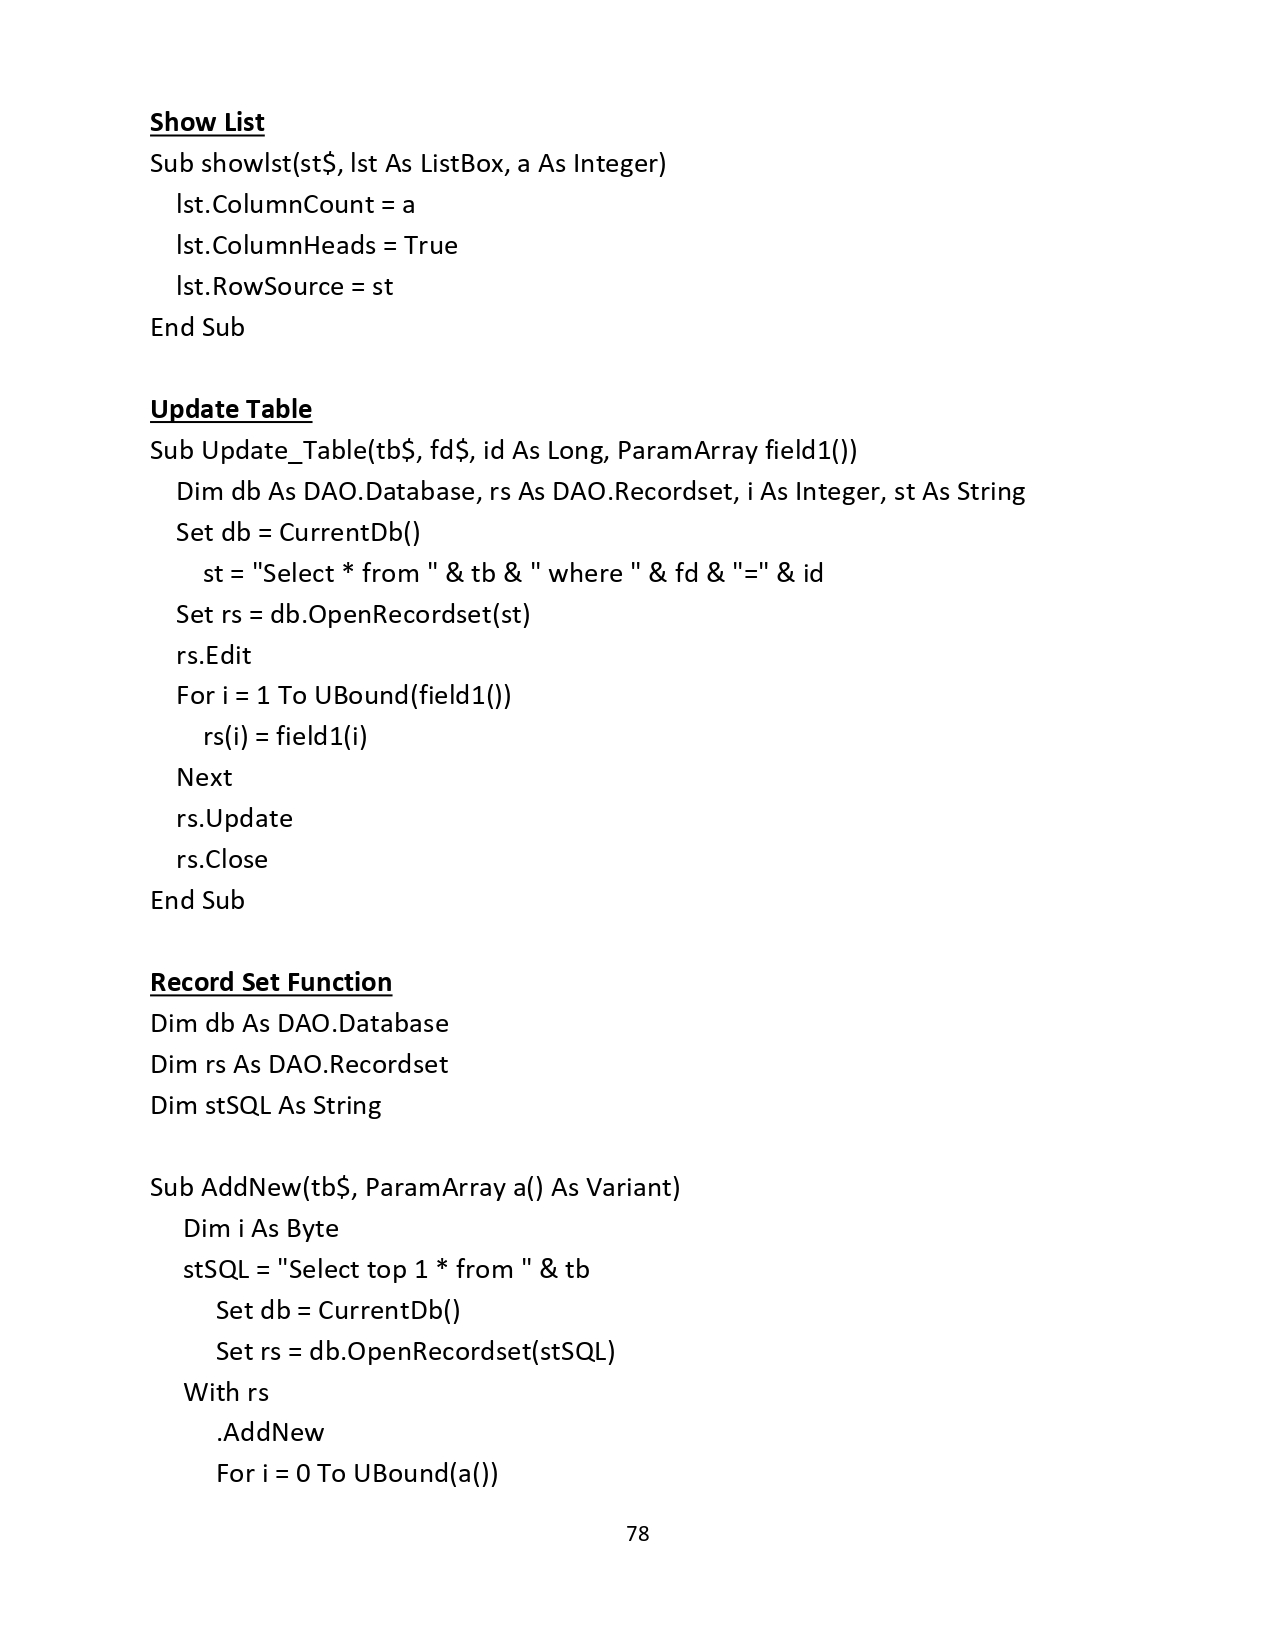 Show List
Sub showlst(st$, lst As ListBox, a As Integer)
lst.ColumnCount = a
lst.ColumnHeads = True
lst.RowSource = st
End Sub
Update Table
Sub Update_Table(tb$, fd$, id As Long, ParamArray field1())
Dim db As DAO.Database, rs As DAO.Recordset, i As Integer, st As String
Set db = CurrentDb()
st = "Select * from " & tb & " where " & fd & "=" & id
Set rs = db.OpenRecordset(st)
rs.Edit
For i = 1 To UBound(field1())
rs(i) = field1(i)
Next
rs.Update
rs.Close
End Sub
Record Set Function
Dim db As DAO.Database
Dim rs As DAO.Recordset
Dim stSQL As String
Sub AddNew(tb$, ParamArray a() As Variant)
Dim i As Byte
stSQL = "Select top 1 * from " & tb
Set db = CurrentDb()
Set rs = db.OpenRecordset(stSQL)
With rs
.AddNew
For i = 0 To UBound(a())
78